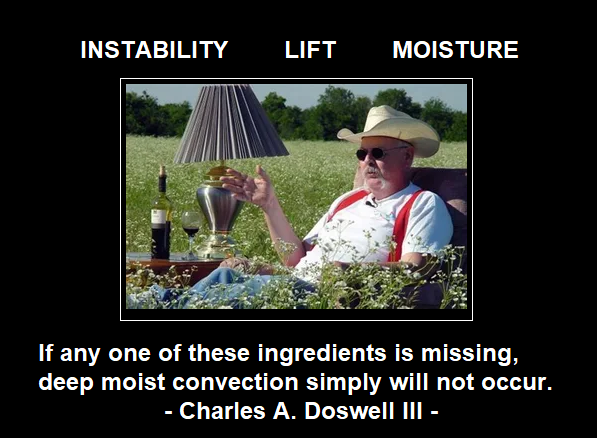 INSTABILITY LIFT MOISTURE
If any one of these ingredients is missing,
deep moist convection simply will not occur.
- Charles A. Doswell III -